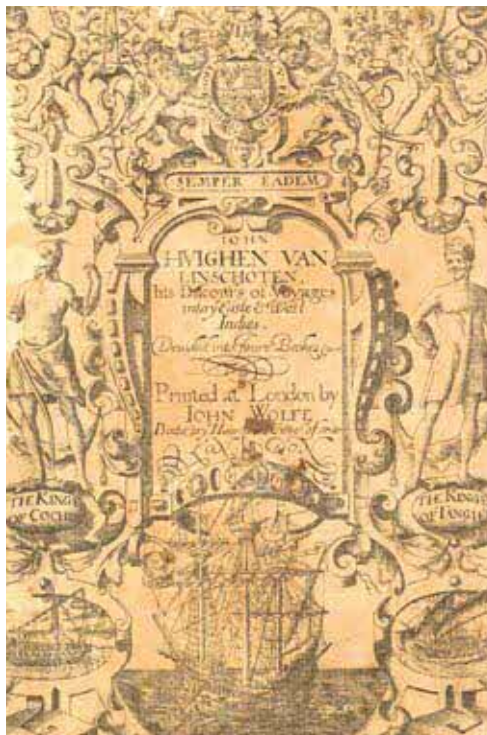 SEMPER EADEM
IOHN
HVIGHEN VAN
LINSCHOTEN.
his Discours of Voyages
into yᵉ Easte & West
Indies.
Deuided into foure Bookes
Printed at London by
IOHN WOLFE
THE KINGE
OF COCHI
THE KINGE
OF